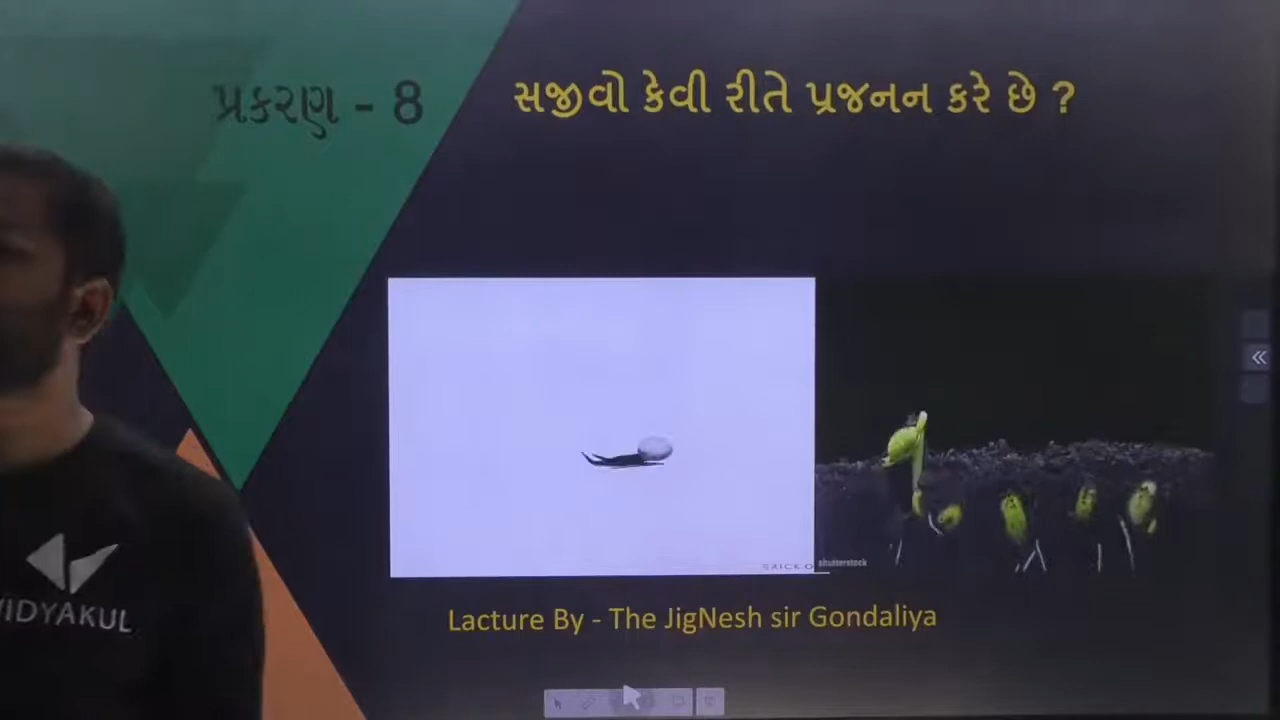 પ્રકરણ - 8
સજીવો કેવી રીતે પ્રજનન કરે છે ?
shutterstock
Lacture By - The JigNesh sir Gondaliya
VIDYAKUL